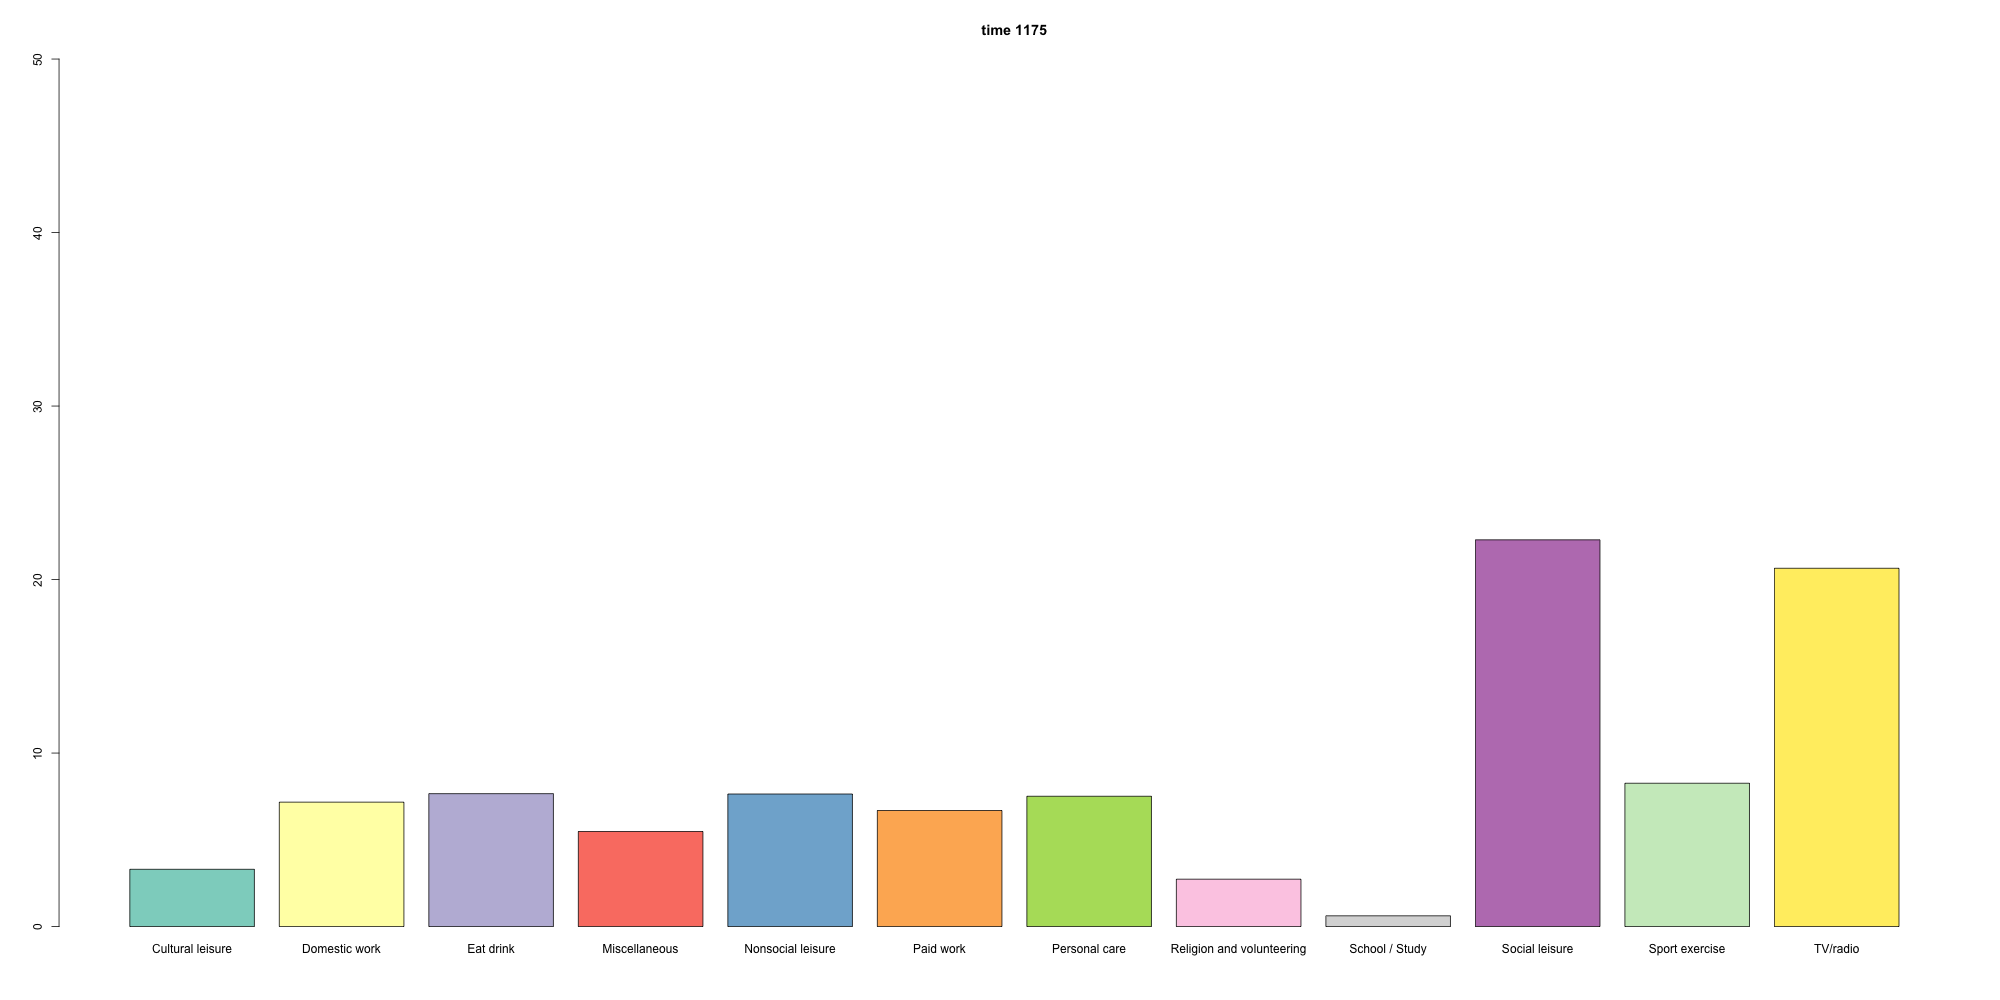 time 1175
50
40
30
20
10
0
Cultural leisure
Domestic work
Eat drink
Miscellaneous
Nonsocial leisure
Paid work
Personal care
Religion and volunteering
School / Study
Social leisure
Sport exercise
TV/radio